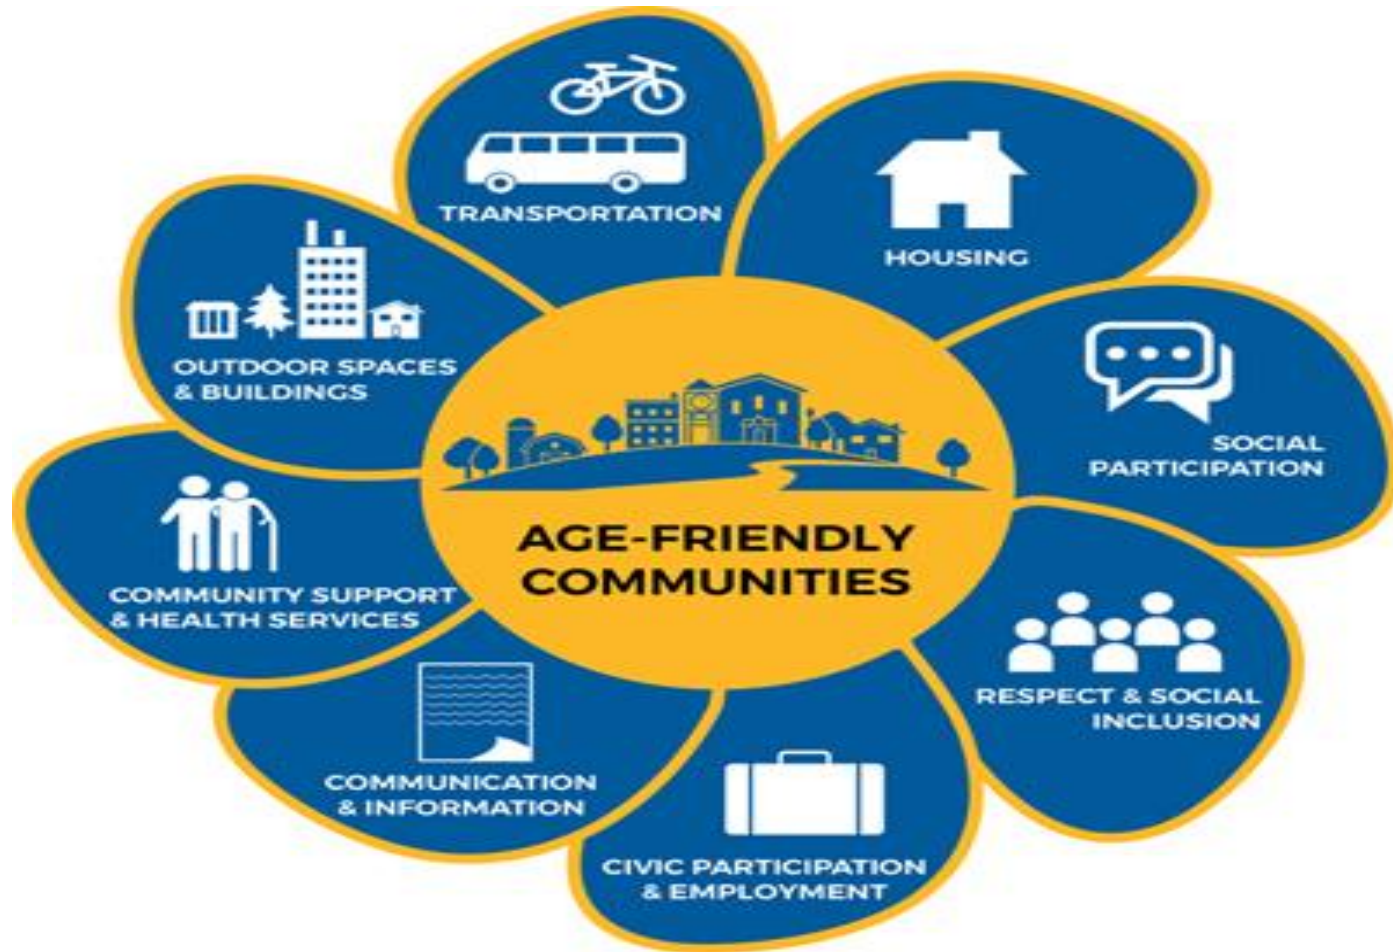 TRANSPORTATION
HOUSING
SOCIAL
PARTICIPATION
RESPECT & SOCIAL
INCLUSION
CIVIC PARTICIPATION
& EMPLOYMENT
COMMUNICATION
& INFORMATION
COMMUNITY SUPPORT
& HEALTH SERVICES
OUTDOOR SPACES
& BUILDINGS
AGE-FRIENDLY
COMMUNITIES